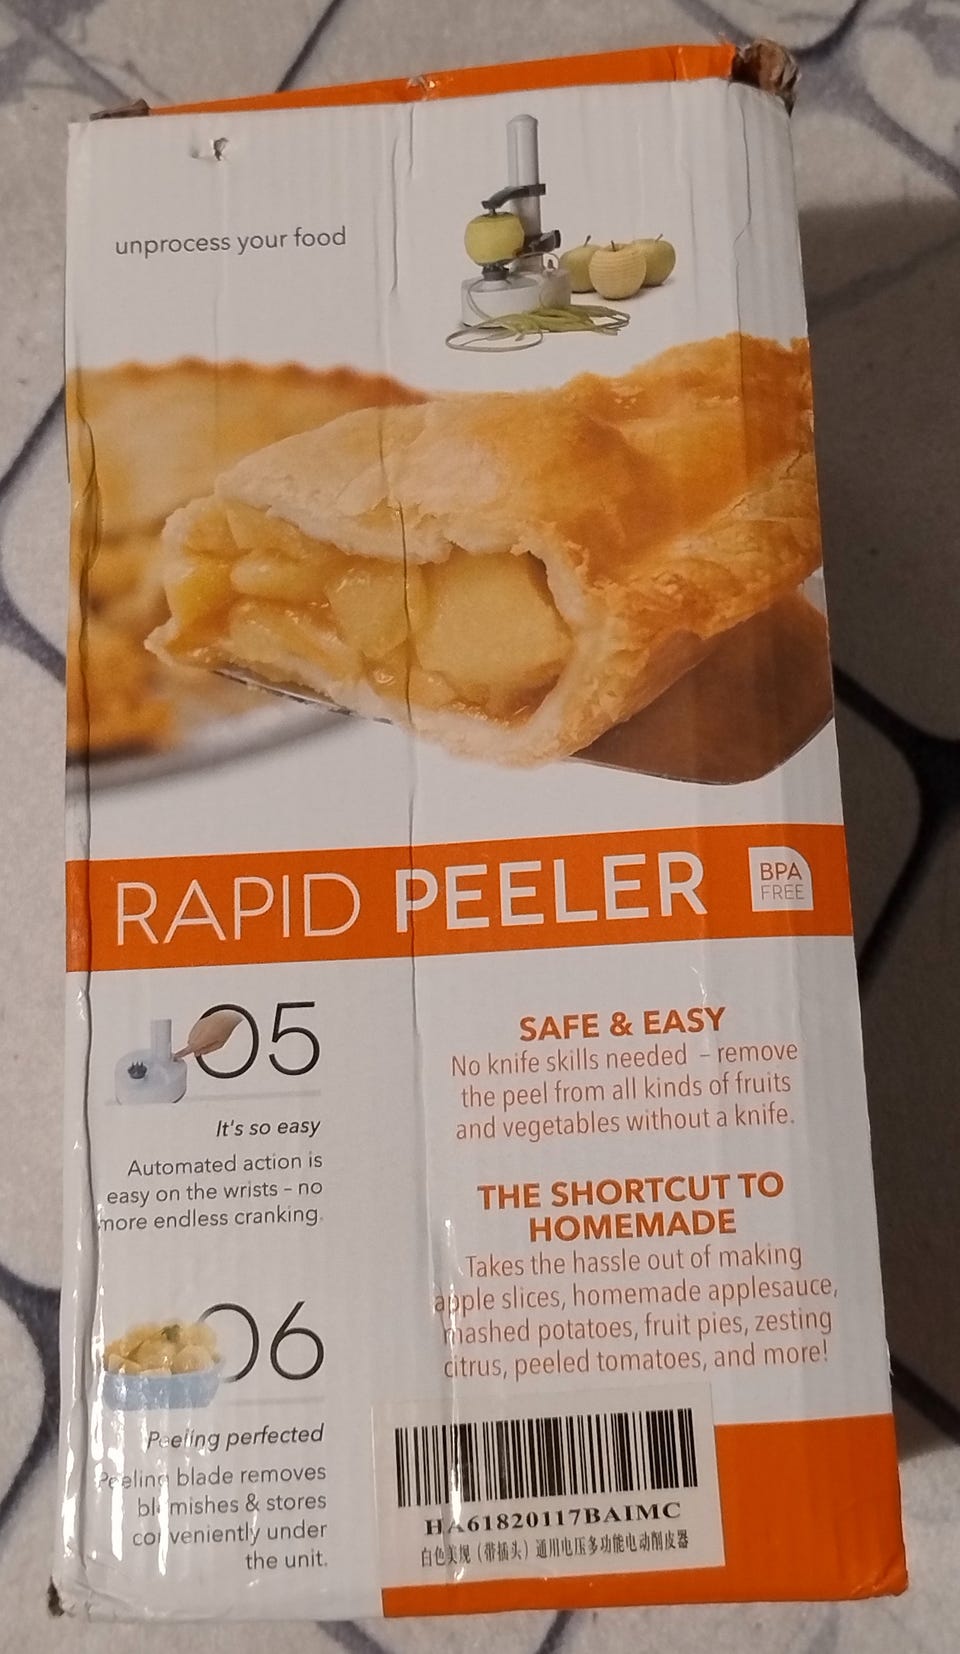 unprocess your food
RAPID PEELER
BPA
FREE
05
It's so easy
Automated action is
easy on the wrists – no
more endless cranking.
06
Peeling perfected
Peeling blade removes
blemishes & stores
conveniently under
the unit.
SAFE & EASY
No knife skills needed – remove
the peel from all kinds of fruits
and vegetables without a knife.
THE SHORTCUT TO
HOMEMADE
Takes the hassle out of making
apple slices, homemade applesauce,
mashed potatoes, fruit pies, zesting
citrus, peeled tomatoes, and more!
HA61820117BAIMC
白色美规（带插头）通用电压多功能电动削皮器